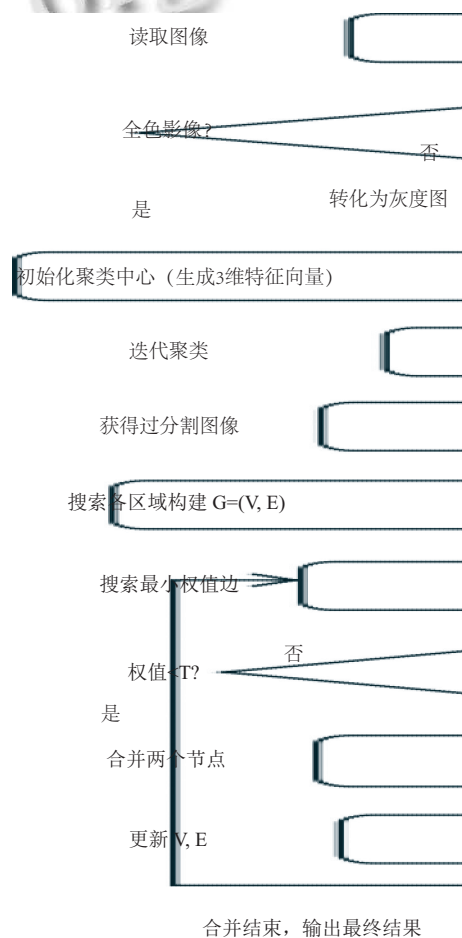 读取图像
全色影像?
否
转化为灰度图
是
初始化聚类中心（生成3维特征向量）
迭代聚类
获得过分割图像
搜索各区域构建 G=(V, E)
搜索最小权值边
否
权值<T?
是
合并两个节点
更新 V, E
合并结束，输出最终结果